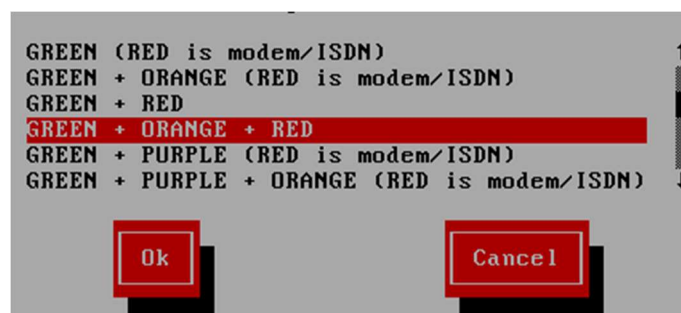 GREEN (RED is modem/ISDN)
GREEN + ORANGE (RED is modem/ISDN)
GREEN + RED
GREEN + ORANGE + RED
GREEN + PURPLE (RED is modem/ISDN)
GREEN + PURPLE + ORANGE (RED is modem/ISDN)
Ok Cancel